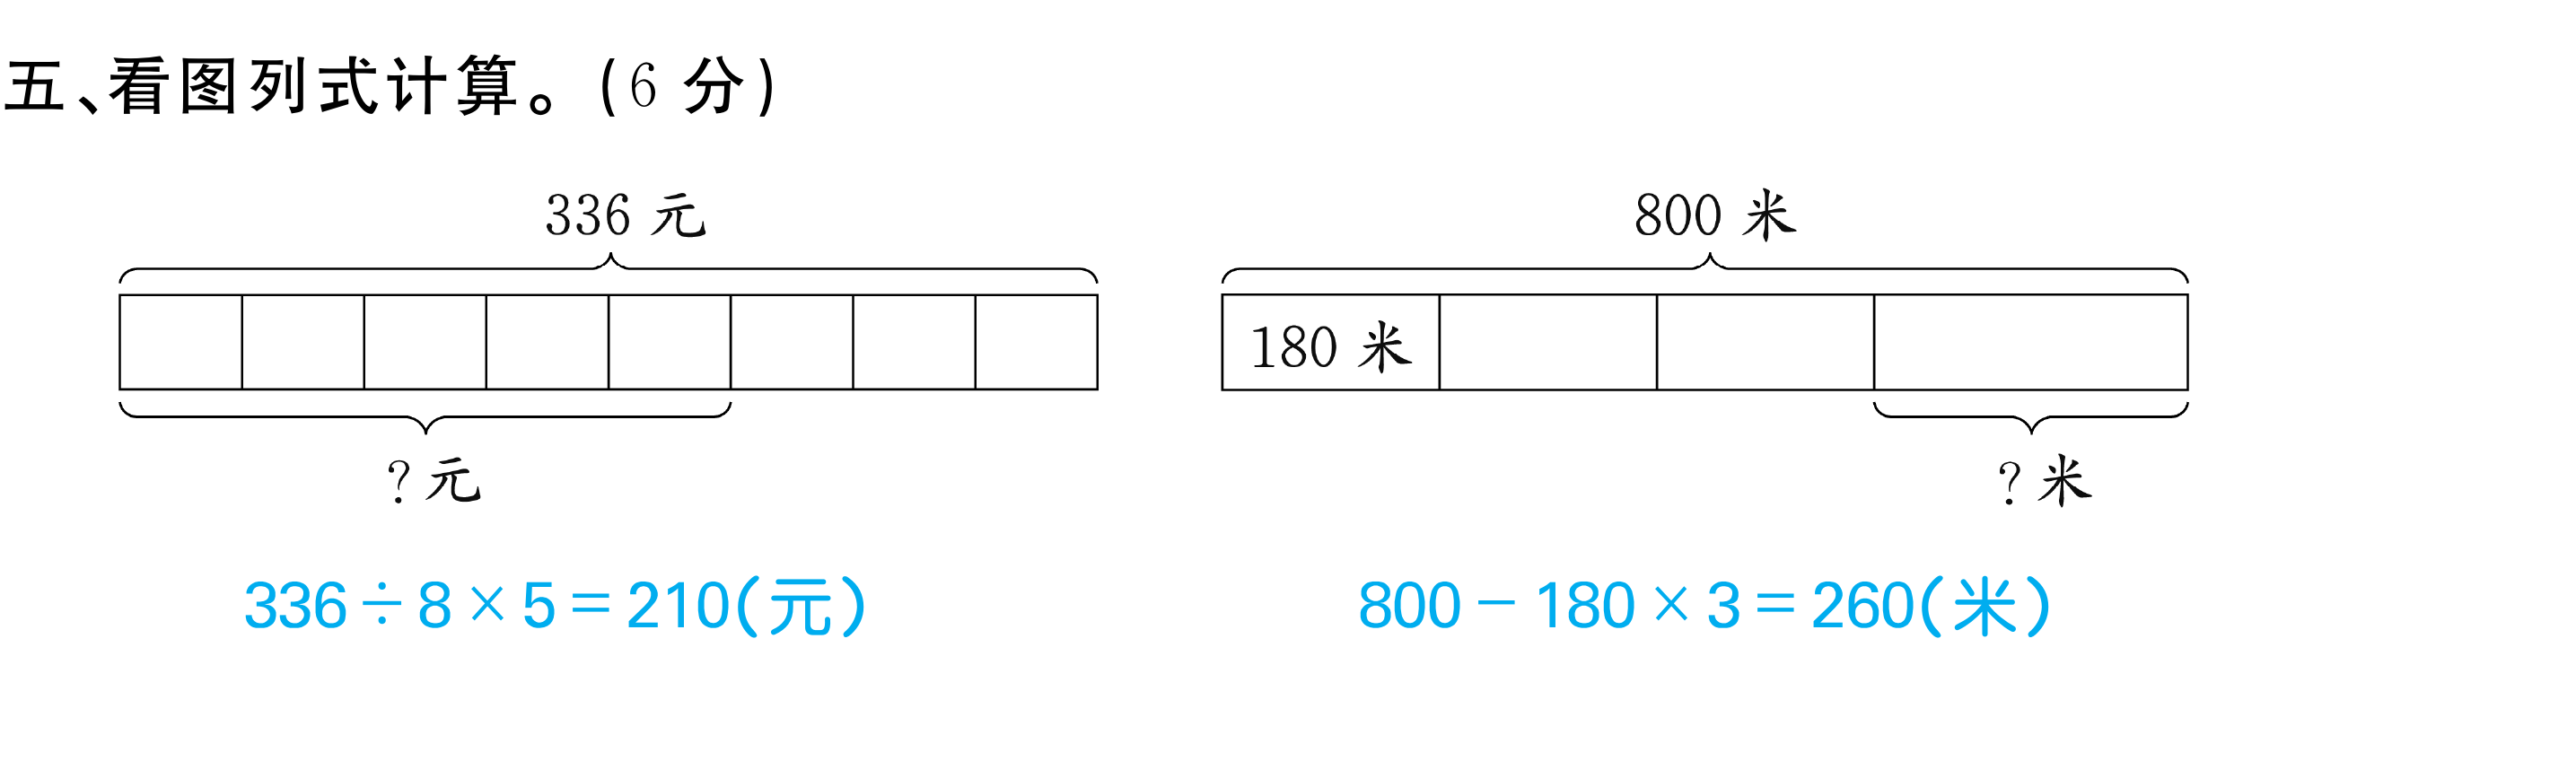 五、看图列式计算。(6 分)
336 元
800 米
180 米
?元
?米
336÷8×5=210(元)
800-180×3=260(米)